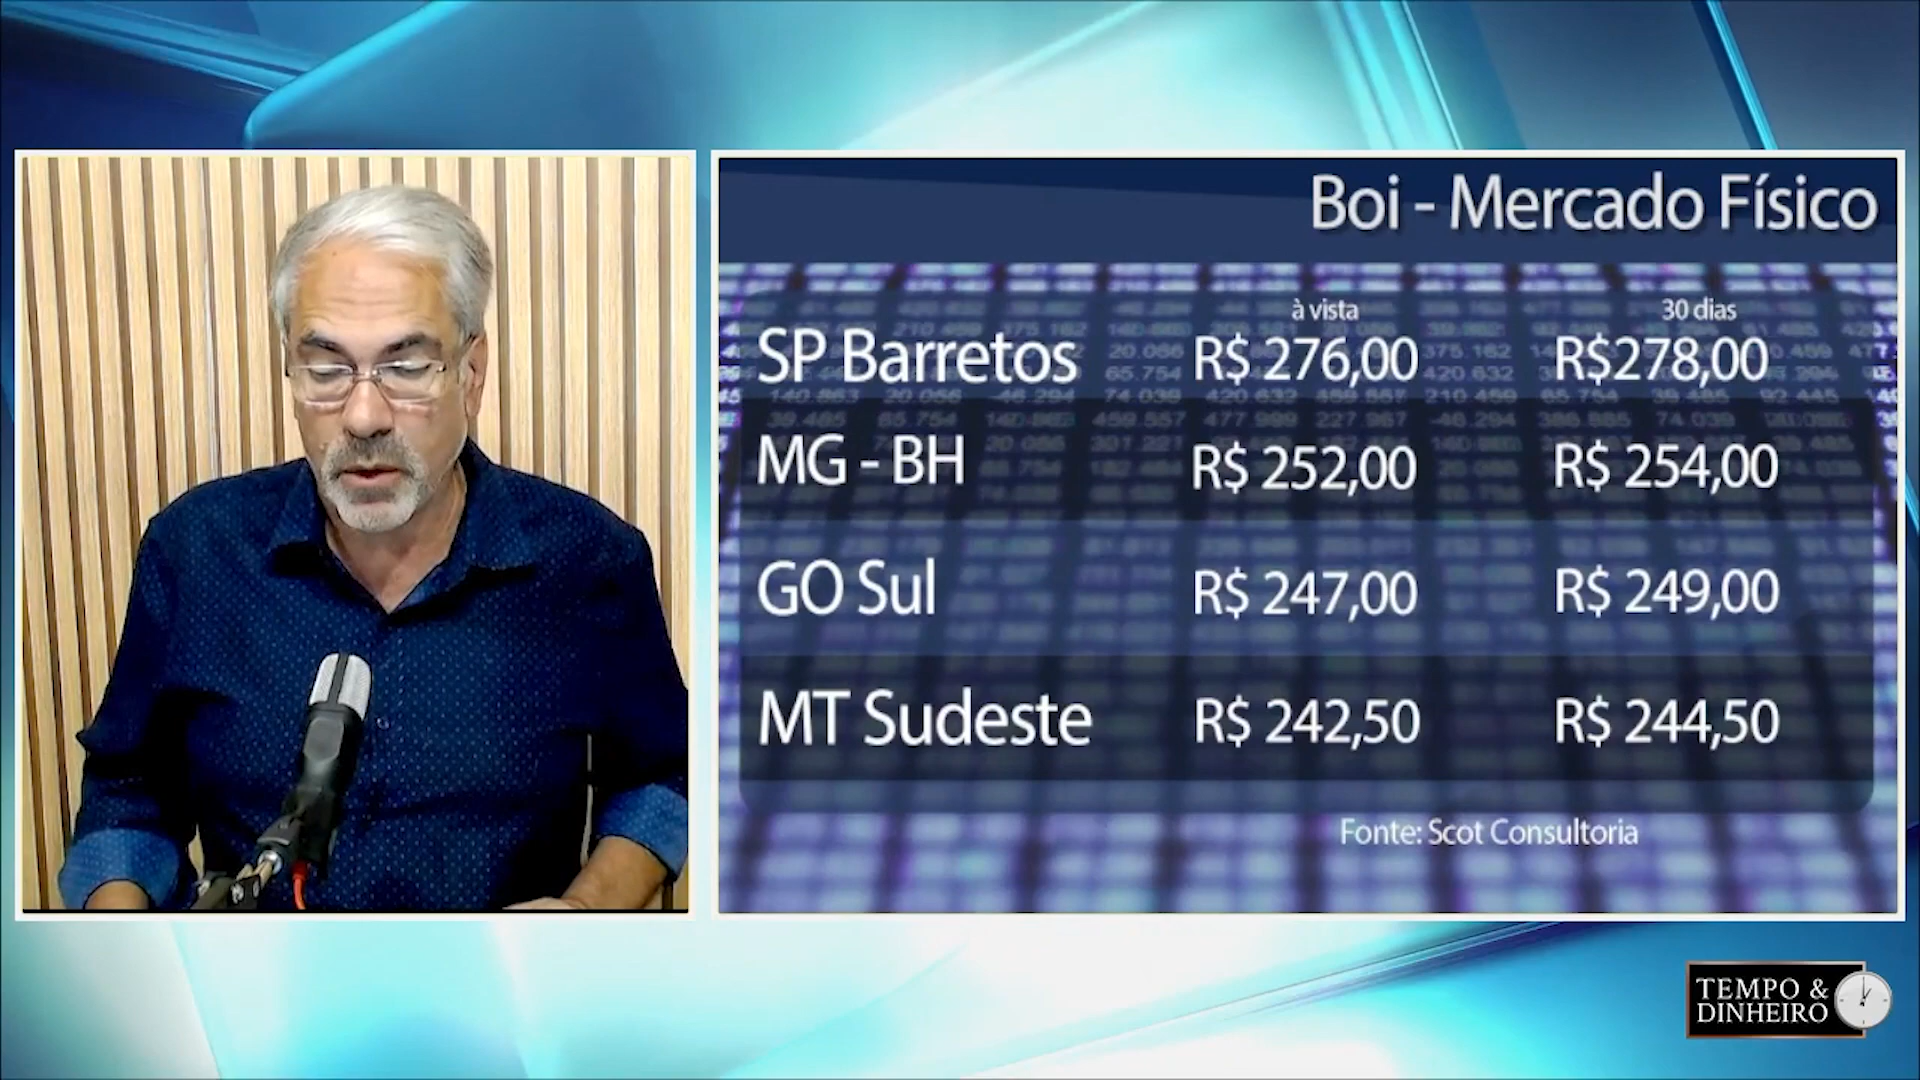 Boi - Mercado Físico
à vista 30 dias
SP Barretos R$ 276,00 R$278,00
MG - BH R$ 252,00 R$ 254,00
GO Sul R$ 247,00 R$ 249,00
MT Sudeste R$ 242,50 R$ 244,50
Fonte: Scot Consultoria
TEMPO &
DINHEIRO